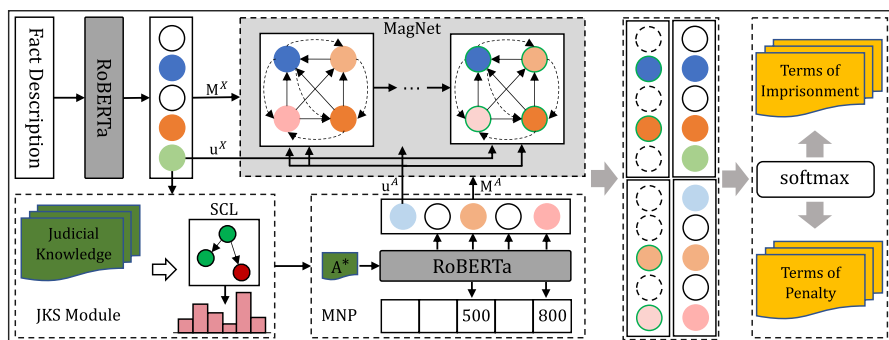 Fact Description
RoBERTa
M^X
u^X
MagNet
...
u^A
M^A
Judicial
Knowledge
SCL
JKS Module
A*
RoBERTa
MNP
500
800
Terms of
Imprisonment
softmax
Terms of
Penalty